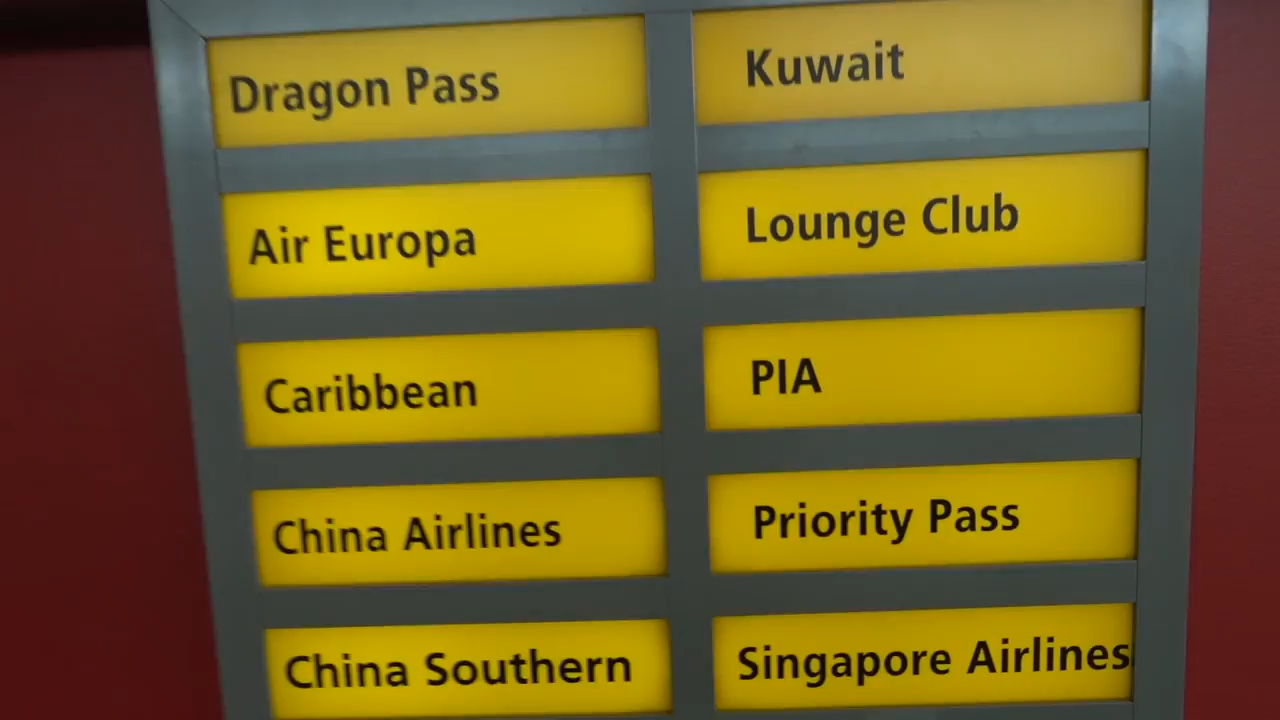 Dragon Pass
Kuwait
Air Europa
Lounge Club
Caribbean
PIA
China Airlines
Priority Pass
China Southern
Singapore Airlines